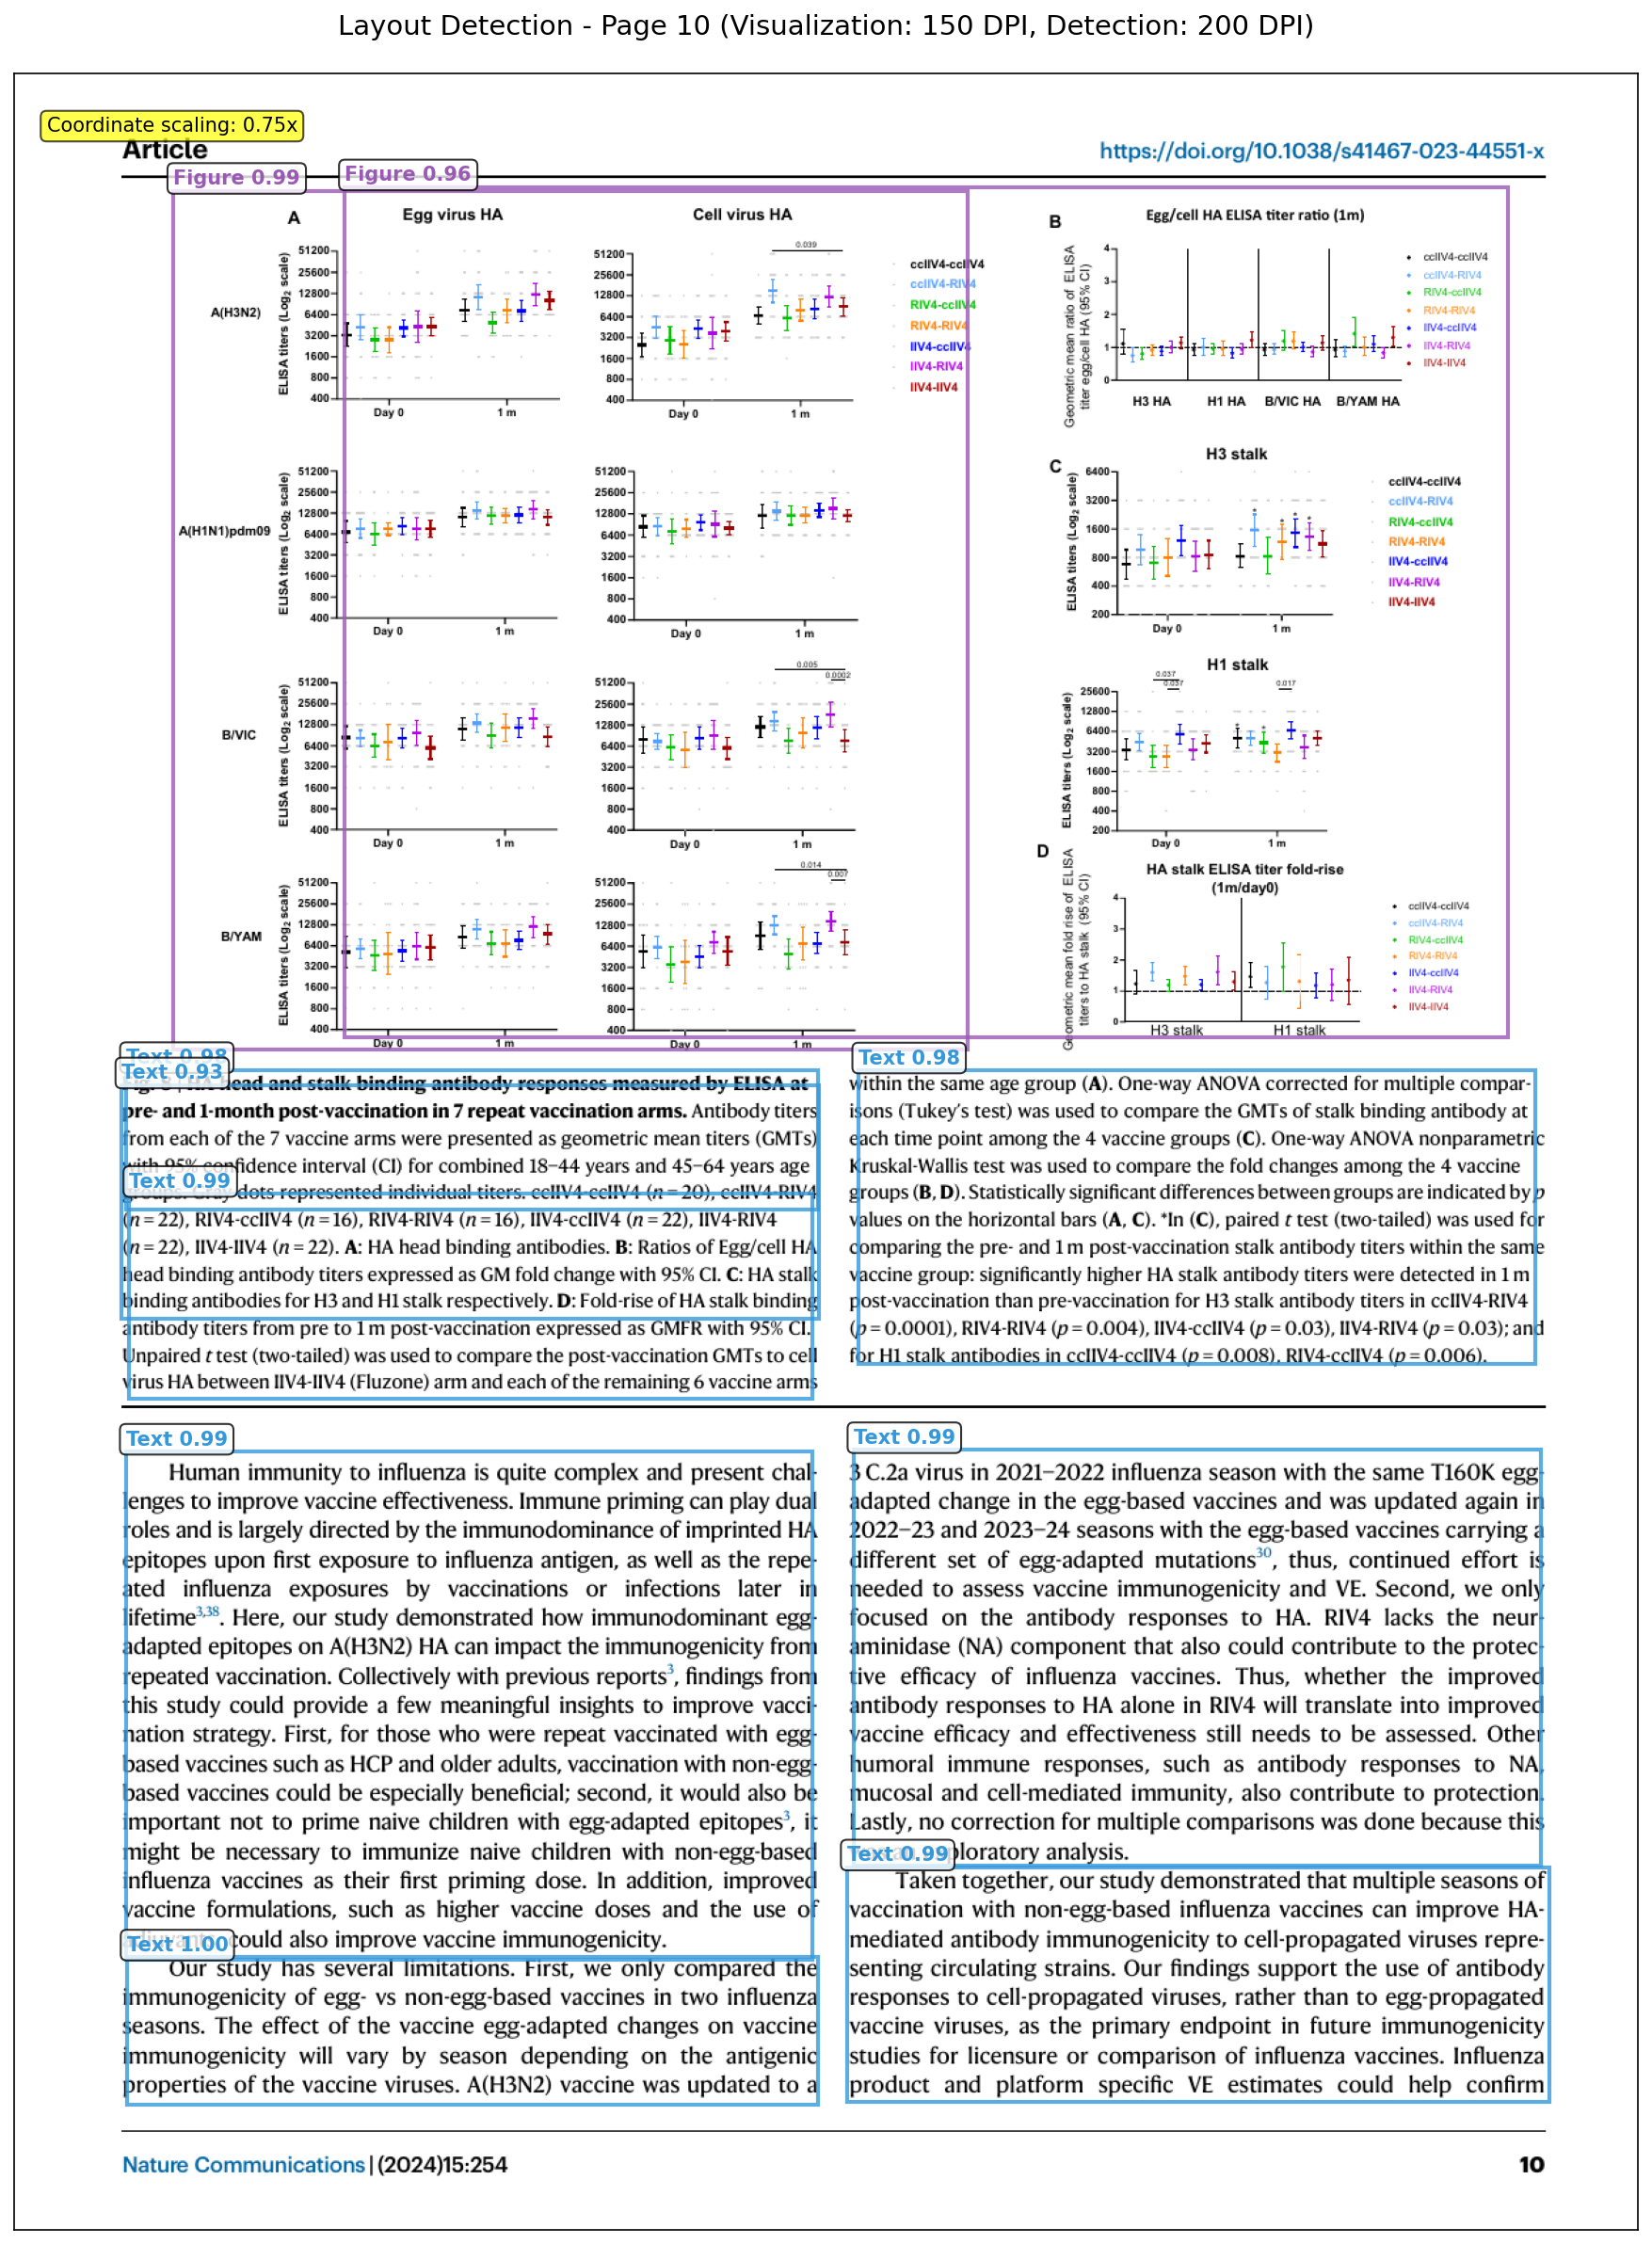 Layout Detection - Page 10 (Visualization: 150 DPI, Detection: 200 DPI)
Coordinate scaling: 0.75x
Article
https://doi.org/10.1038/s41467-023-44551-x
Figure 0.99
Figure 0.96
A
Egg virus HA
Cell virus HA
A(H3N2)
ELISA titers (Log2 scale)
51200
25600
12800
6400
3200
1600
800
400
Day 0
1 m
0.039
ccIIV4-ccIIV4
ccIIV4-RIV4
RIV4-ccIIV4
RIV4-RIV4
IIV4-ccIIV4
IIV4-RIV4
IIV4-IIV4
A(H1N1)pdm09
B/VIC
0.005
0.0002
B/YAM
0.014
0.007
B
Egg/cell HA ELISA titer ratio (1m)
Geometric mean ratio of ELISA
titer egg/cell HA (95% CI)
H3 HA
H1 HA
B/VIC HA
B/YAM HA
C
H3 stalk
H1 stalk
0.037
0.037
0.017
D
HA stalk ELISA titer fold-rise
(1m/day0)
Geometric mean fold rise of ELISA
titers to HA stalk (95% CI)
H3 stalk
H1 stalk
Text 0.98
Text 0.93
Text 0.99
HA head and stalk binding antibody responses measured by ELISA at
pre- and 1-month post-vaccination in 7 repeat vaccination arms. Antibody titers
from each of the 7 vaccine arms were presented as geometric mean titers (GMTs)
with 95% confidence interval (CI) for combined 18–44 years and 45–64 years age
groups. Gray dots represented individual titers. ccIIV4-ccIIV4 (n = 20), ccIIV4-RIV4
(n = 22), RIV4-ccIIV4 (n = 16), RIV4-RIV4 (n = 16), IIV4-ccIIV4 (n = 22), IIV4-RIV4
(n = 22), IIV4-IIV4 (n = 22). A: HA head binding antibodies. B: Ratios of Egg/cell HA
head binding antibody titers expressed as GM fold change with 95% CI. C: HA stalk
binding antibodies for H3 and H1 stalk respectively. D: Fold-rise of HA stalk binding
antibody titers from pre to 1 m post-vaccination expressed as GMFR with 95% CI.
Unpaired t test (two-tailed) was used to compare the post-vaccination GMTs to cell
virus HA between IIV4-IIV4 (Fluzone) arm and each of the remaining 6 vaccine arms
Text 0.98
within the same age group (A). One-way ANOVA corrected for multiple compar-
isons (Tukey's test) was used to compare the GMTs of stalk binding antibody at
each time point among the 4 vaccine groups (C). One-way ANOVA nonparametric
Kruskal-Wallis test was used to compare the fold changes among the 4 vaccine
groups (B, D). Statistically significant differences between groups are indicated by p
values on the horizontal bars (A, C). *In (C), paired t test (two-tailed) was used for
comparing the pre- and 1 m post-vaccination stalk antibody titers within the same
vaccine group: significantly higher HA stalk antibody titers were detected in 1 m
post-vaccination than pre-vaccination for H3 stalk antibody titers in ccIIV4-RIV4
(p = 0.0001), RIV4-RIV4 (p = 0.004), IIV4-ccIIV4 (p = 0.03), IIV4-RIV4 (p = 0.03); and
for H1 stalk antibodies in ccIIV4-ccIIV4 (p = 0.008), RIV4-ccIIV4 (p = 0.006).
Text 0.99
Human immunity to influenza is quite complex and present chal-
lenges to improve vaccine effectiveness. Immune priming can play dual
roles and is largely directed by the immunodominance of imprinted HA
epitopes upon first exposure to influenza antigen, as well as the repe-
ated influenza exposures by vaccinations or infections later in
lifetime3,38. Here, our study demonstrated how immunodominant egg-
adapted epitopes on A(H3N2) HA can impact the immunogenicity from
repeated vaccination. Collectively with previous reports3, findings from
this study could provide a few meaningful insights to improve vacci-
nation strategy. First, for those who were repeat vaccinated with egg-
based vaccines such as HCP and older adults, vaccination with non-egg-
based vaccines could be especially beneficial; second, it would also be
important not to prime naive children with egg-adapted epitopes3, it
might be necessary to immunize naive children with non-egg-based
influenza vaccines as their first priming dose. In addition, improved
vaccine formulations, such as higher vaccine doses and the use of
could also improve vaccine immunogenicity.
Text 1.00
Our study has several limitations. First, we only compared the
immunogenicity of egg- vs non-egg-based vaccines in two influenza
seasons. The effect of the vaccine egg-adapted changes on vaccine
immunogenicity will vary by season depending on the antigenic
properties of the vaccine viruses. A(H3N2) vaccine was updated to a
Text 0.99
3 C.2a virus in 2021–2022 influenza season with the same T160K egg-
adapted change in the egg-based vaccines and was updated again in
2022–23 and 2023–24 seasons with the egg-based vaccines carrying a
different set of egg-adapted mutations30, thus, continued effort is
needed to assess vaccine immunogenicity and VE. Second, we only
focused on the antibody responses to HA. RIV4 lacks the neur-
aminidase (NA) component that also could contribute to the protec-
tive efficacy of influenza vaccines. Thus, whether the improved
antibody responses to HA alone in RIV4 will translate into improved
vaccine efficacy and effectiveness still needs to be assessed. Other
humoral immune responses, such as antibody responses to NA,
mucosal and cell-mediated immunity, also contribute to protection.
Lastly, no correction for multiple comparisons was done because this
ploratory analysis.
Text 0.99
Taken together, our study demonstrated that multiple seasons of
vaccination with non-egg-based influenza vaccines can improve HA-
mediated antibody immunogenicity to cell-propagated viruses repre-
senting circulating strains. Our findings support the use of antibody
responses to cell-propagated viruses, rather than to egg-propagated
vaccine viruses, as the primary endpoint in future immunogenicity
studies for licensure or comparison of influenza vaccines. Influenza
product and platform specific VE estimates could help confirm
Nature Communications | (2024)15:254
10